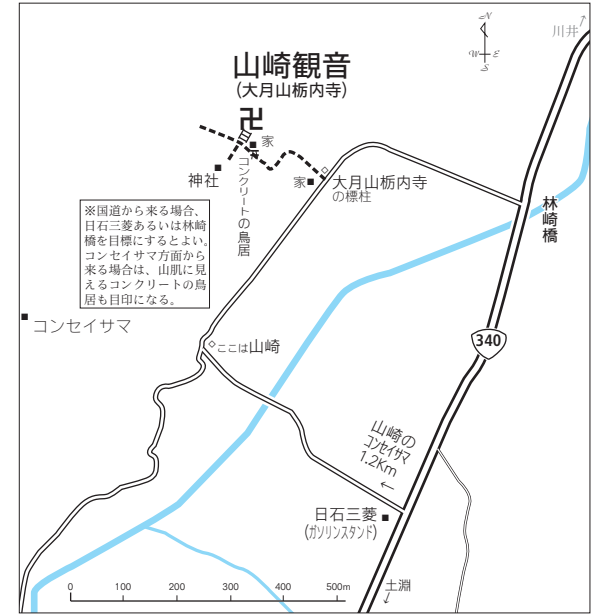 N
W E
S
川井
山崎観音
(大月山栃内寺)
卍
家
神社
コンクリートの鳥居
家
大月山栃内寺
の標柱
林崎橋
※国道から来る場合、
日石三菱あるいは林崎
橋を目標にするとよい。
コンセイサマ方面から
来る場合は、山肌に見
えるコンクリートの鳥
居も目印になる。
コンセイサマ
ここは山崎
340
山崎の
コンセイサマ
1.2Km
←
日石三菱
(ガソリンスタンド)
土淵
0 100 200 300 400 500m